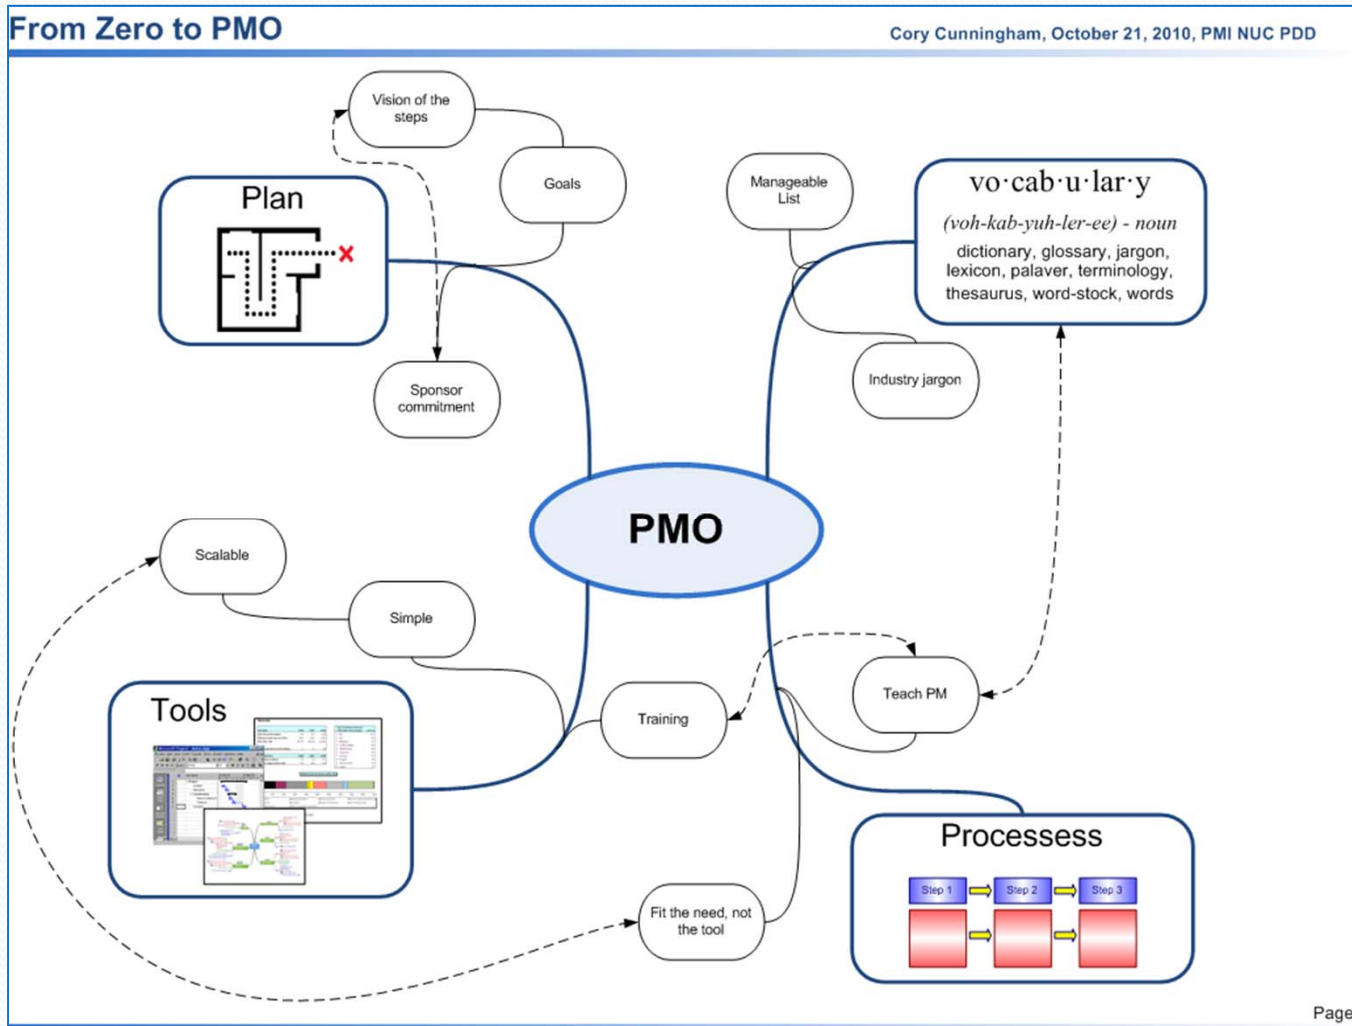 From Zero to PMO
Cory Cunningham, October 21, 2010, PMI NUC PDD
Vision of the
steps
Goals
Plan
Sponsor
commitment
Manageable
List
vo·cab·u·lar·y
(voh-kab-yuh-ler-ee) - noun
dictionary, glossary, jargon,
lexicon, palaver, terminology,
thesaurus, word-stock, words
Industry jargon
PMO
Scalable
Simple
Tools
Training
Teach PM
Fit the need, not
the tool
Processess
Step 1
Step 2
Step 3
Page